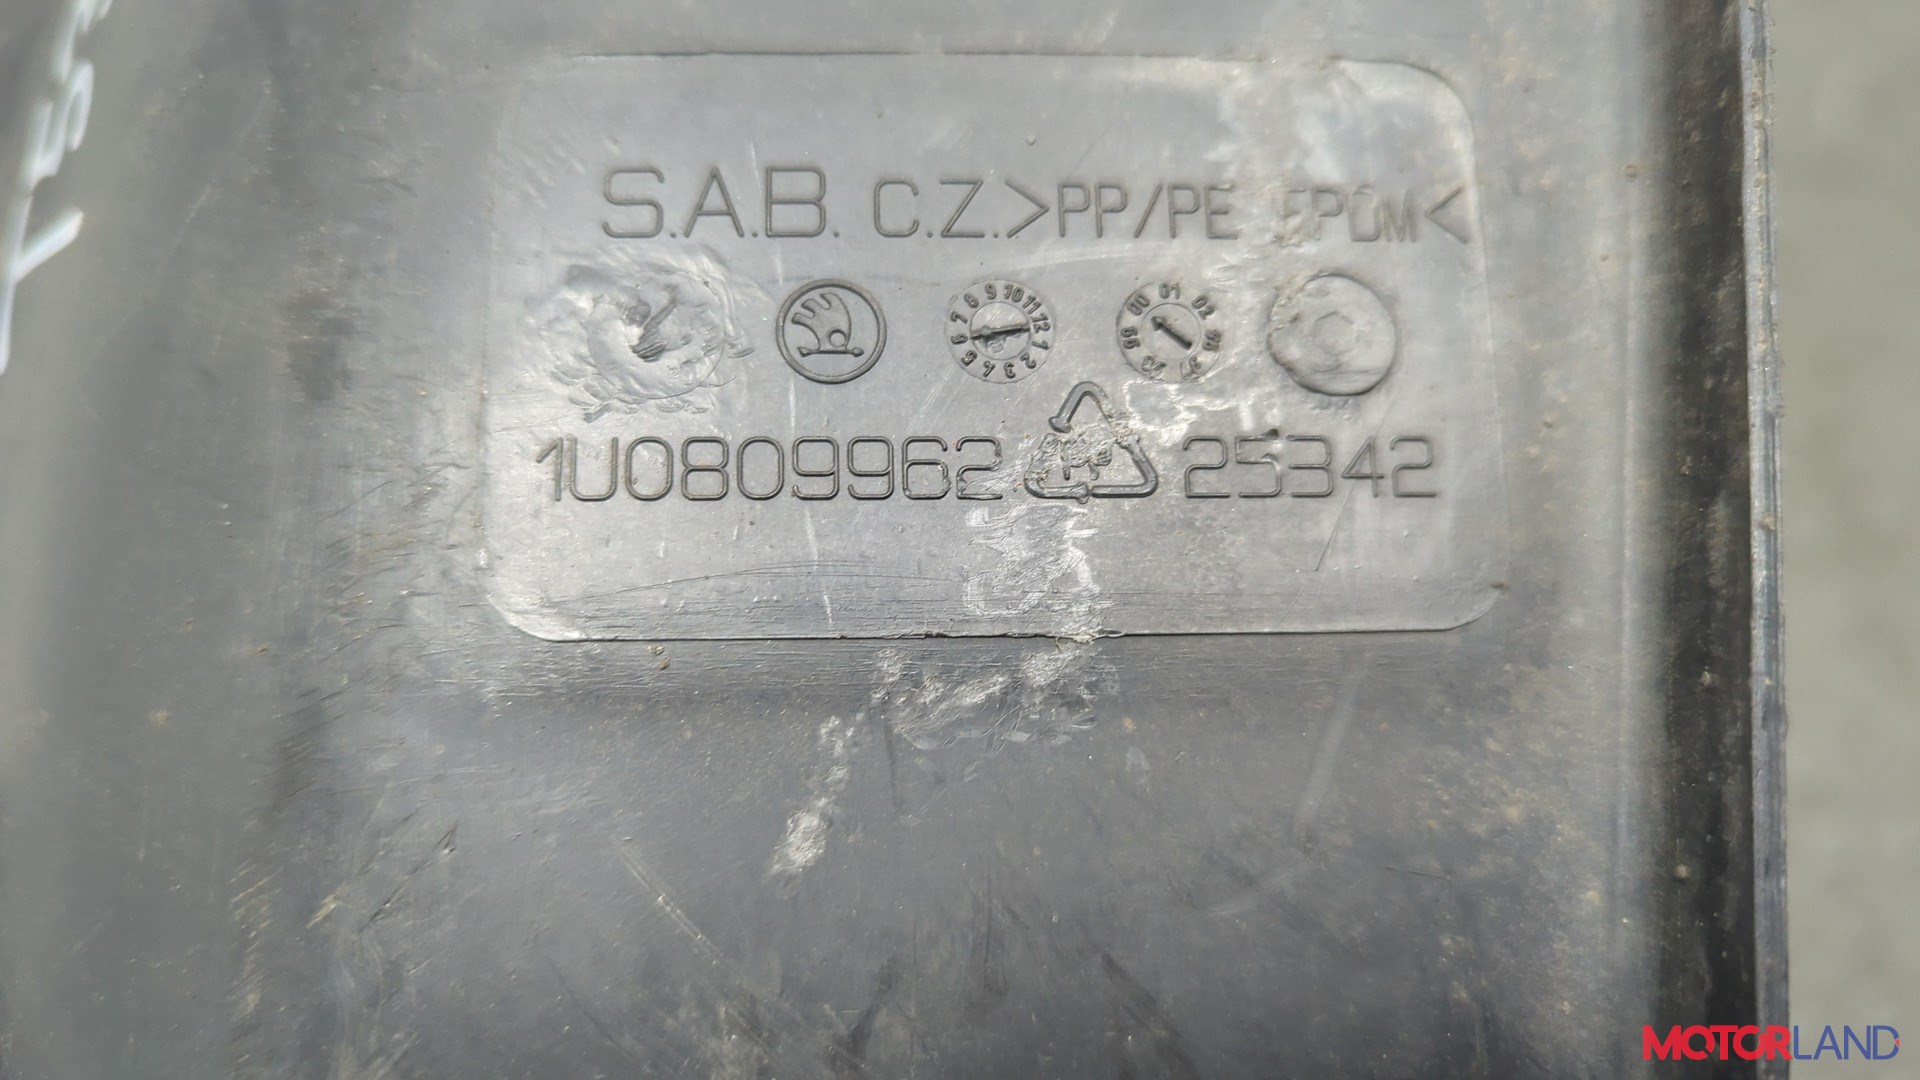 S.A.B. C.Z.>PP/PE EPDM<
1U0809962 25342
MOTORLAND